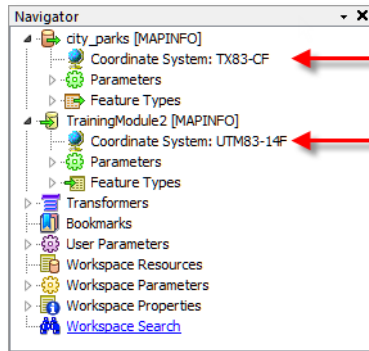 Navigator
city_parks [MAPINFO]
Coordinate System: TX83-CF
Parameters
Feature Types
TrainingModule2 [MAPINFO]
Coordinate System: UTM83-14F
Parameters
Feature Types
Transformers
Bookmarks
User Parameters
Workspace Resources
Workspace Parameters
Workspace Properties
Workspace Search